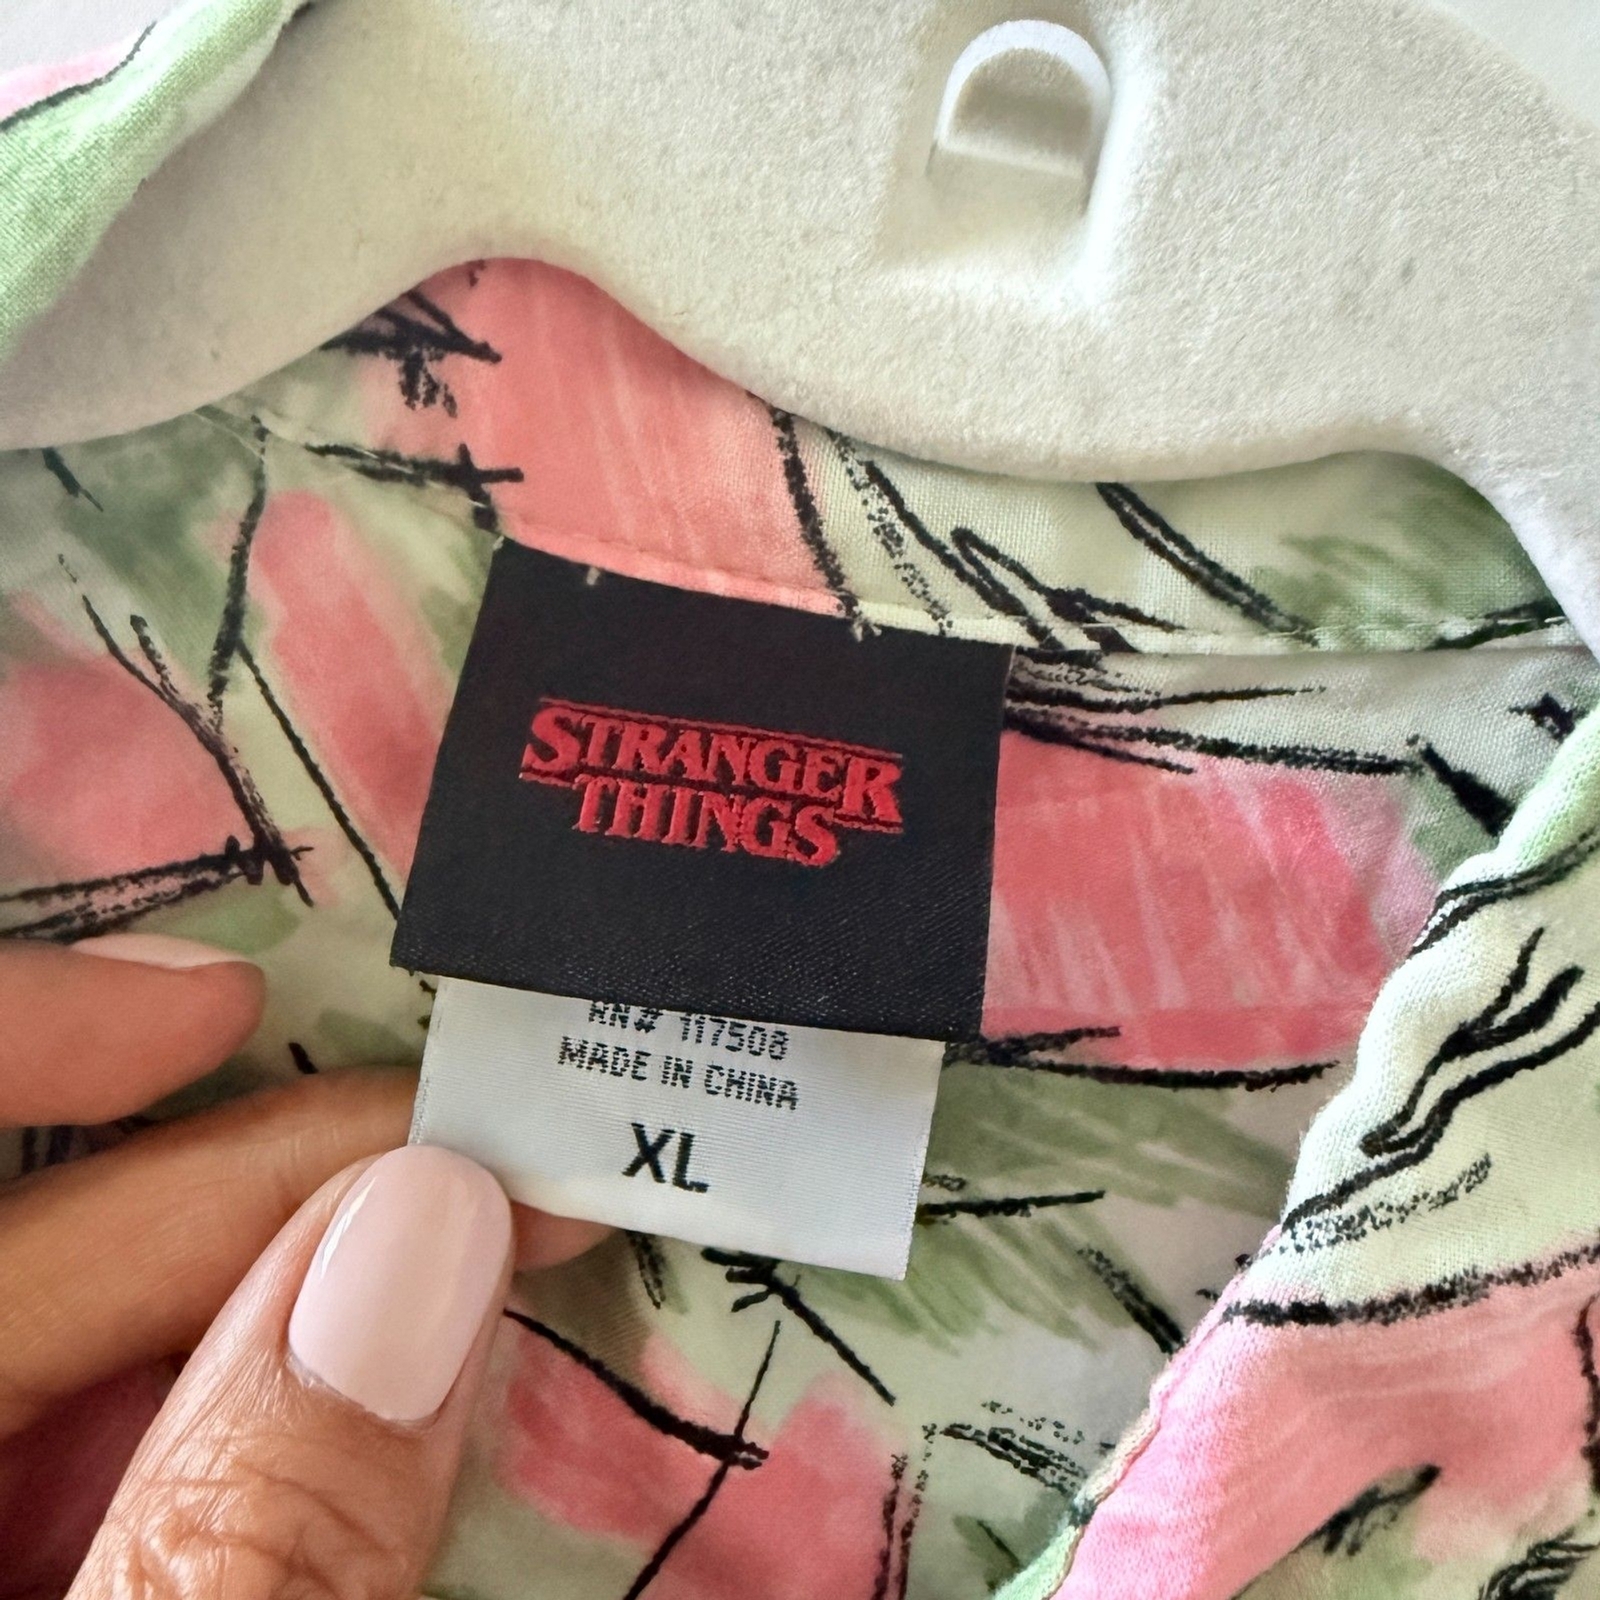 STRANGER
THINGS
RN# 117508
MADE IN CHINA
XL